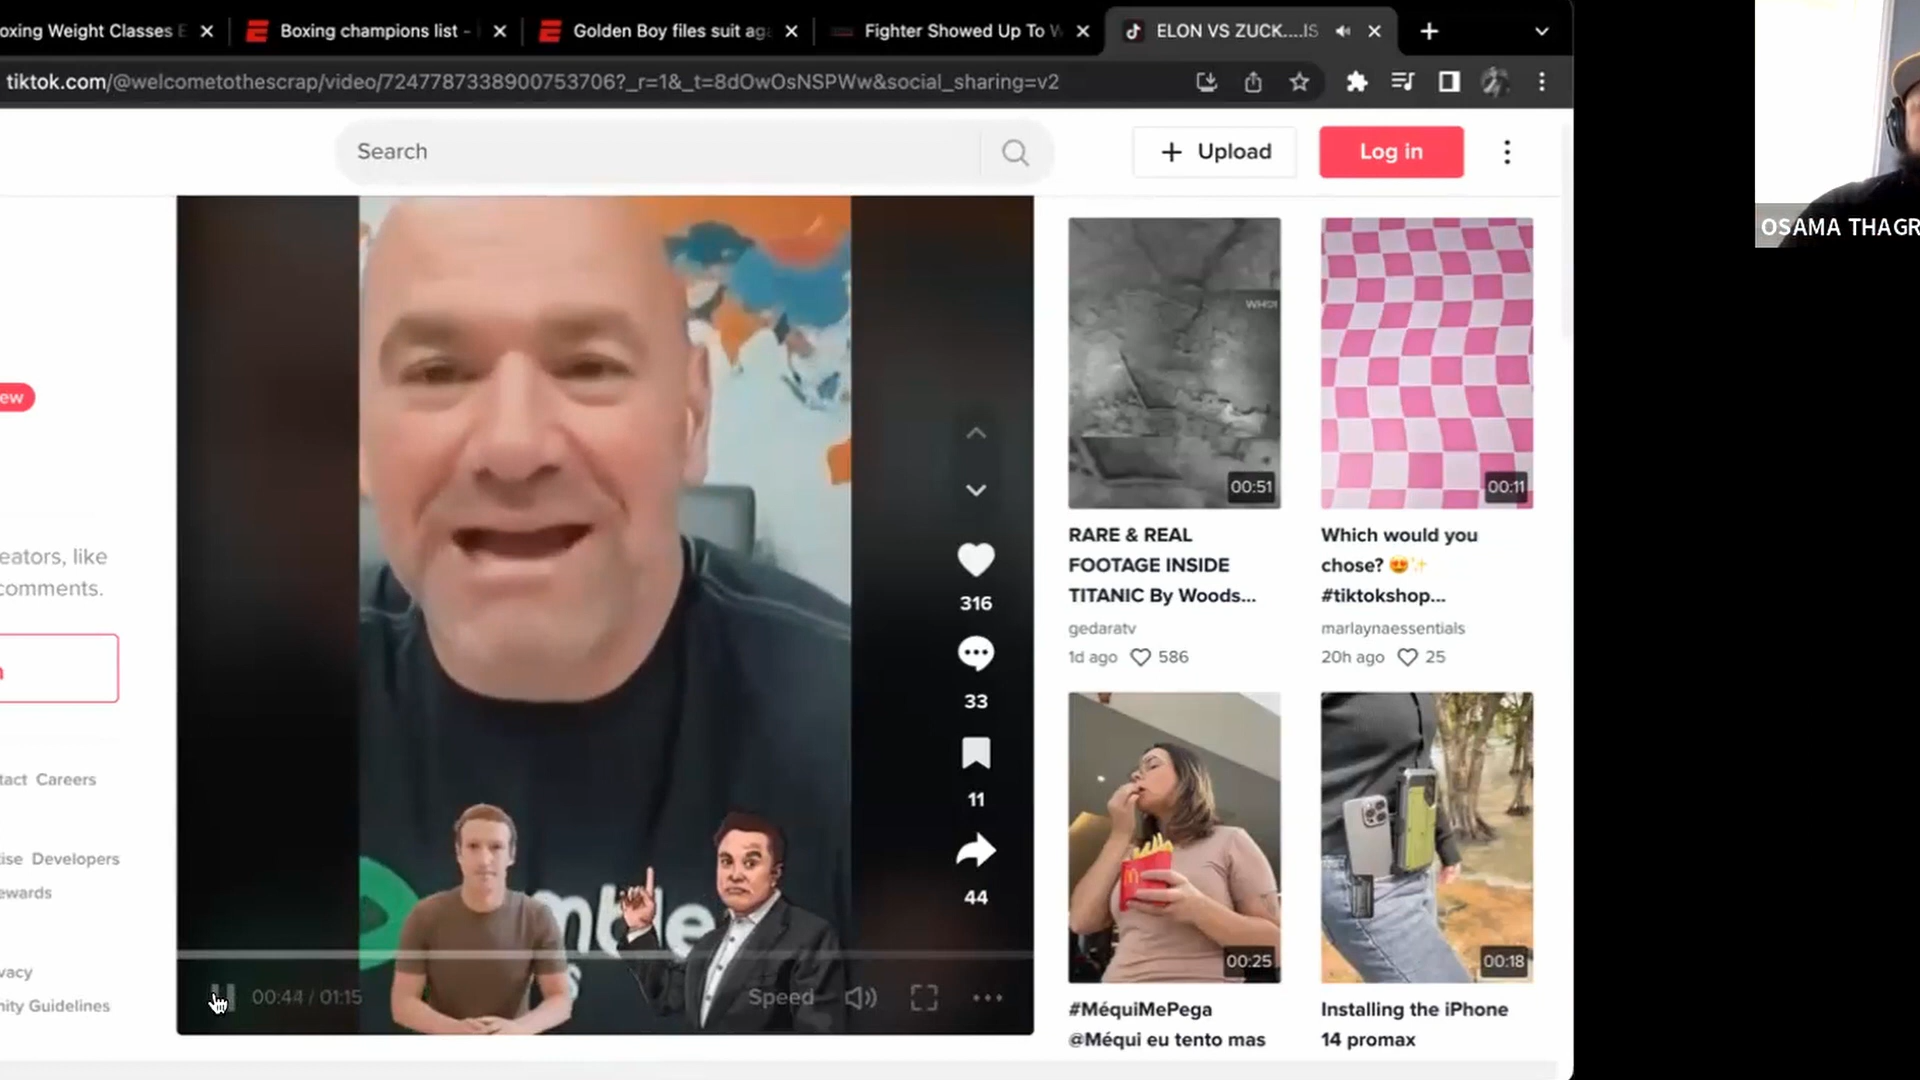 oxing Weight Classes E
Boxing champions list -
Golden Boy files suit aga
Fighter Showed Up To W
ELON VS ZUCK....IS
tiktok.com/@welcometothescrap/video/7247787338900753706?_r=1&_t=8dOwOsNSPWw&social_sharing=v2
Search
Upload
Log in
OSAMA THAGR
ew
eators, like
comments.
n
tact Careers
ise Developers
ewards
vacy
nity Guidelines
316
33
11
44
mble
s
00:44 / 01:15
Speed
WHOI
00:51
RARE & REAL
FOOTAGE INSIDE
TITANIC By Woods...
gedaratv
1d ago 586
00:11
Which would you
chose? 😍✨
#tiktokshop...
marlaynaessentials
20h ago 25
00:25
#MéquiMePega
@Méqui eu tento mas
00:18
Installing the iPhone
14 promax